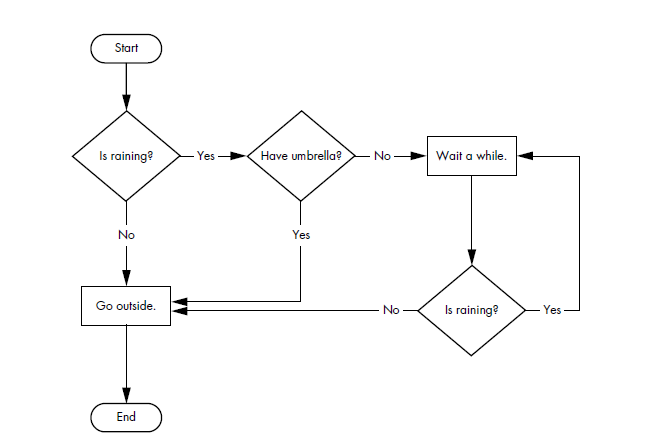 Start
Is raining?
Yes
Have umbrella?
No
Wait a while.
No
Yes
Go outside.
No
Is raining?
Yes
End